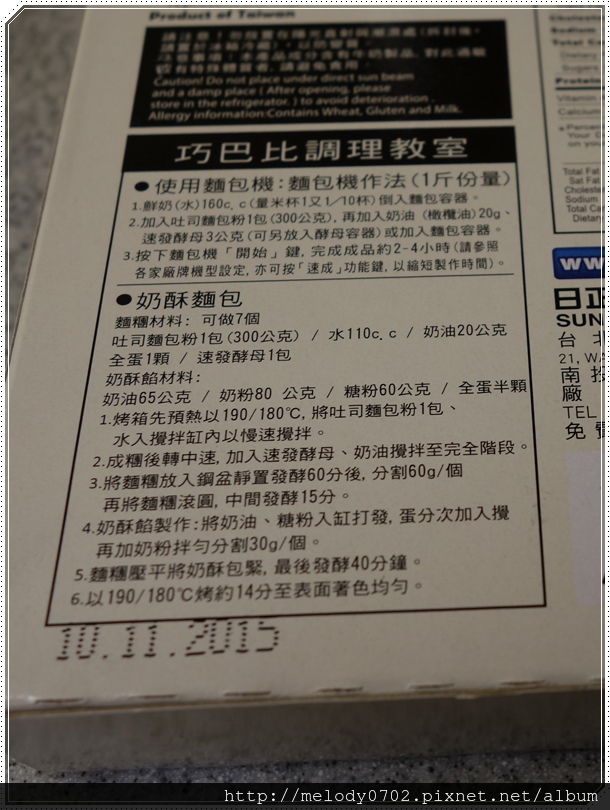 Product of Taiwan
Caution! Do not place under direct sun beam
and a damp place ( After opening, please
store in the refrigerator. ) to avoid deterioration .
Allergy information:Contains Wheat, Gluten and Milk.
巧巴比調理教室
●使用麵包機:麵包機作法(1斤份量)
1.鮮奶(水)160c.c(量米杯1又1/10杯)倒入麵包容器。
2.加入吐司麵包粉1包(300公克),再加入奶油(橄欖油)20g、
速發酵母3公克(可另放入酵母容器)或加入麵包容器。
3.按下麵包機「開始」鍵,完成成品約2-4小時(請參照
各家廠牌機型設定,亦可按「速成」功能鍵,以縮短製作時間)。
●奶酥麵包
麵糰材料: 可做7個
吐司麵包粉1包(300公克) / 水110c.c / 奶油20公克
全蛋1顆 / 速發酵母1包
奶酥餡材料:
奶油65公克 / 奶粉80 公克 / 糖粉60公克 / 全蛋半顆
1.烤箱先預熱以190/180℃,將吐司麵包粉1包、
水入攪拌缸內以慢速攪拌。
2.成糰後轉中速,加入速發酵母、奶油攪拌至完全階段。
3.將麵糰放入鋼盆靜置發酵60分後,分割60g/個
再將麵糰滾圓,中間發酵15分。
4.奶酥餡製作:將奶油、糖粉入缸打發,蛋分次加入攪
再加奶粉拌勻分割30g/個。
5.麵糰壓平將奶酥包緊,最後發酵40分鐘。
6.以190/180℃烤約14分至表面著色均勻。
10.11.2015
Sodium
Dietary
Sugars
Protein
Vitamin
Calcium
Total Fat
Sat Fat
Sodium
Dietary
ww
日正
SUN
台北
21, W
南投
廠
TEL
免費
http://melody0702.pixnet.net/album